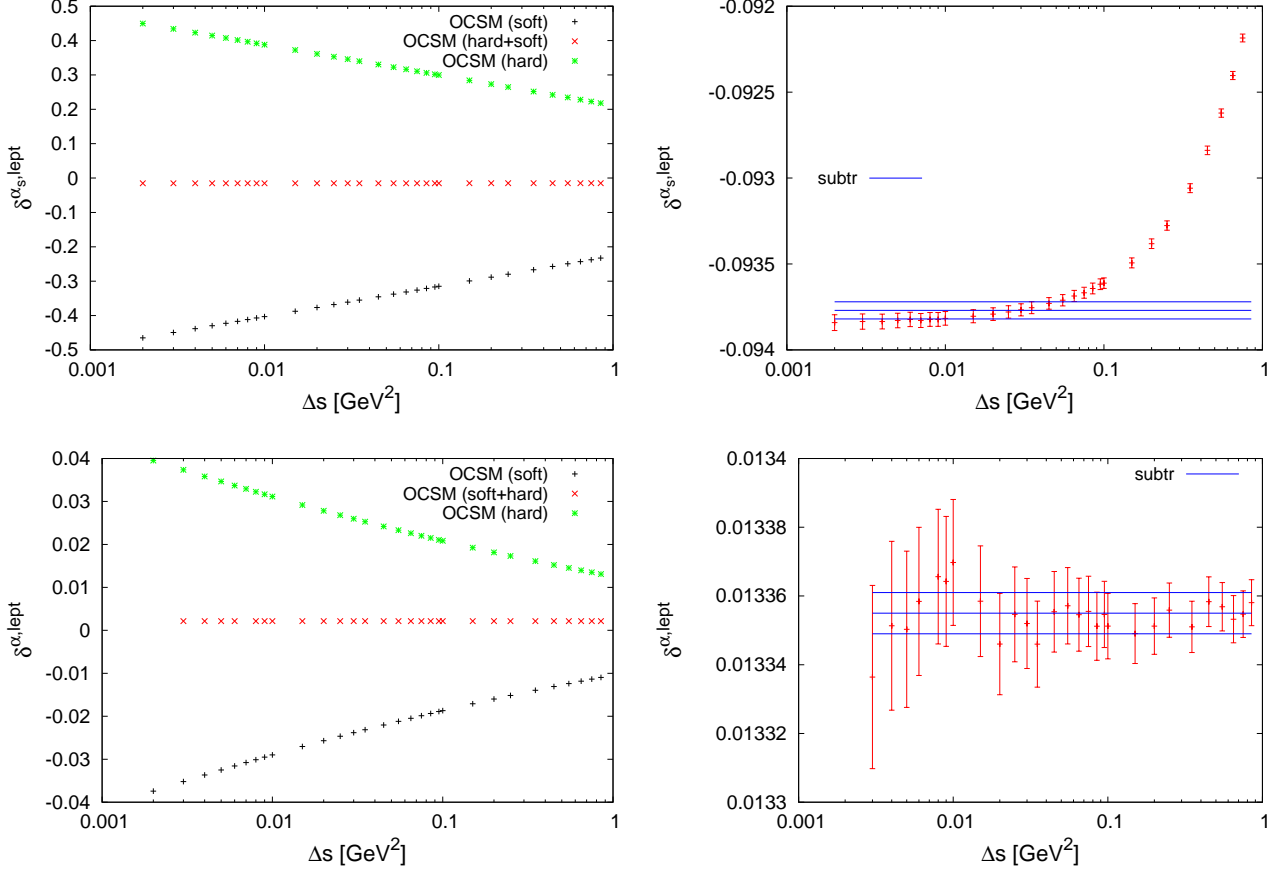 OCSM (soft)
OCSM (hard+soft)
OCSM (hard)
0.5
0.4
0.3
0.2
0.1
0
-0.1
-0.2
-0.3
-0.4
-0.5
0.001
0.01
0.1
1
δ^{α_s,lept}
Δs [GeV²]
subtr
-0.092
-0.0925
-0.093
-0.0935
-0.094
0.001
0.01
0.1
1
δ^{α_s,lept}
Δs [GeV²]
OCSM (soft)
OCSM (soft+hard)
OCSM (hard)
0.04
0.03
0.02
0.01
0
-0.01
-0.02
-0.03
-0.04
0.001
0.01
0.1
1
δ^{α,lept}
Δs [GeV²]
subtr
0.0134
0.01338
0.01336
0.01334
0.01332
0.0133
0.001
0.01
0.1
1
δ^{α,lept}
Δs [GeV²]